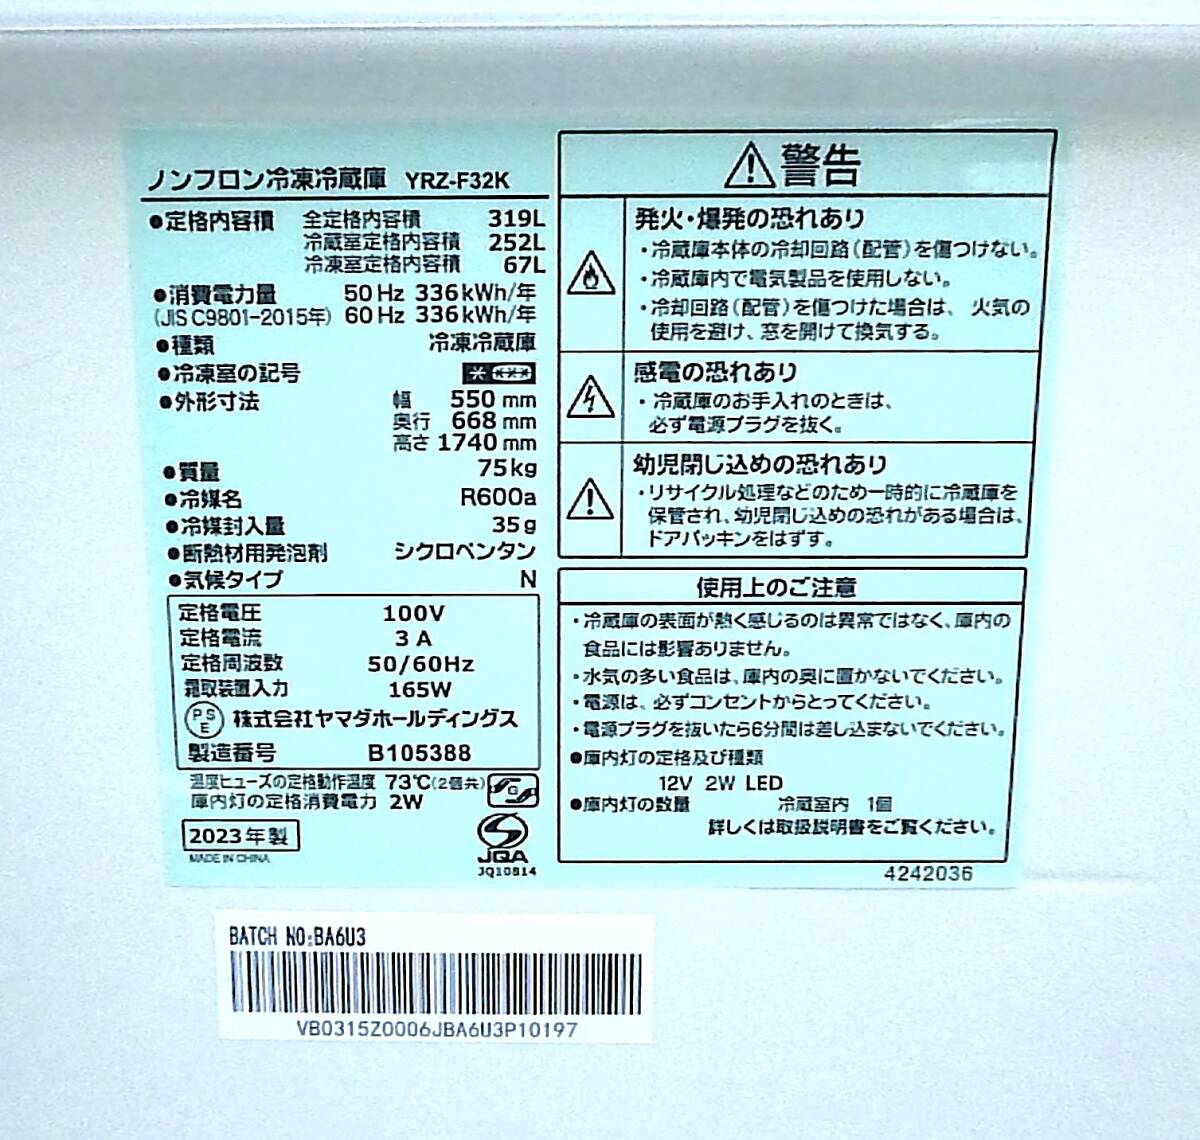 ノンフロン冷凍冷蔵庫 YRZ-F32K
●定格内容積 全定格内容積 319L
冷蔵室定格内容積 252L
冷凍室定格内容積 67L
●消費電力量 50Hz 336kWh/年
(JIS C9801-2015年) 60Hz 336kWh/年
●種類 冷凍冷蔵庫
●冷凍室の記号
●外形寸法 幅 550mm
奥行 668mm
高さ 1740mm
●質量 75kg
●冷媒名 R600a
●冷媒封入量 35g
●断熱材用発泡剤 シクロペンタン
●気候タイプ N
定格電圧 100V
定格電流 3A
定格周波数 50/60Hz
霜取装置入力 165W
PSE 株式会社ヤマダホールディングス
製造番号 B105388
温度ヒューズの定格動作温度 73℃(2個共)
G
庫内灯の定格消費電力 2W
2023年製
MADE IN CHINA
JQA
JQ10814
警告
発火・爆発の恐れあり
・冷蔵庫本体の冷却回路(配管)を傷つけない。
・冷蔵庫内で電気製品を使用しない。
・冷却回路(配管)を傷つけた場合は、火気の
使用を避け、窓を開けて換気する。
感電の恐れあり
・冷蔵庫のお手入れのときは、
必ず電源プラグを抜く。
幼児閉じ込めの恐れあり
・リサイクル処理などのため一時的に冷蔵庫を
保管され、幼児閉じ込めの恐れがある場合は、
ドアパッキンをはずす。
使用上のご注意
・冷蔵庫の表面が熱く感じるのは異常ではなく、庫内の
食品には影響ありません。
・水気の多い食品は、庫内の奥に置かないでください。
・電源は、必ずコンセントからとってください。
・電源プラグを抜いたら6分間は差し込まないでください。
●庫内灯の定格及び種類
12V 2W LED
●庫内灯の数量 冷蔵室内 1個
詳しくは取扱説明書をご覧ください。
4242036
BATCH NO:BA6U3
VB0315Z0006JBA6U3P10197